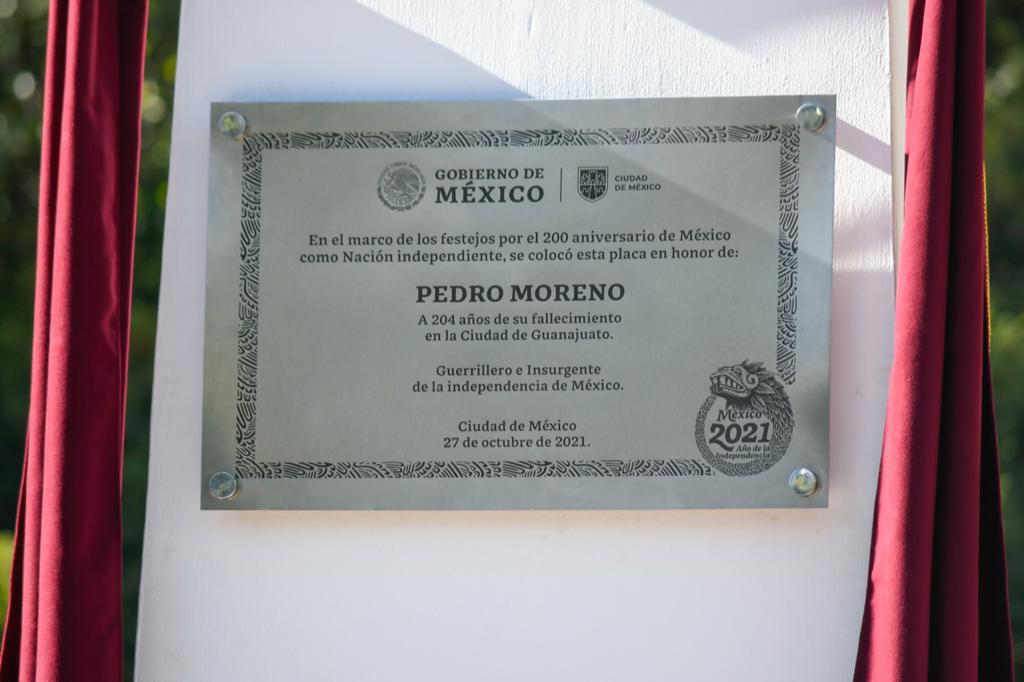 GOBIERNO DE
MÉXICO
CIUDAD
DE MÉXICO
En el marco de los festejos por el 200 aniversario de México
como Nación independiente, se colocó esta placa en honor de:
PEDRO MORENO
A 204 años de su fallecimiento
en la Ciudad de Guanajuato.
Guerrillero e Insurgente
de la independencia de México.
Ciudad de México
27 de octubre de 2021.
México
2021
Año de la
Independencia